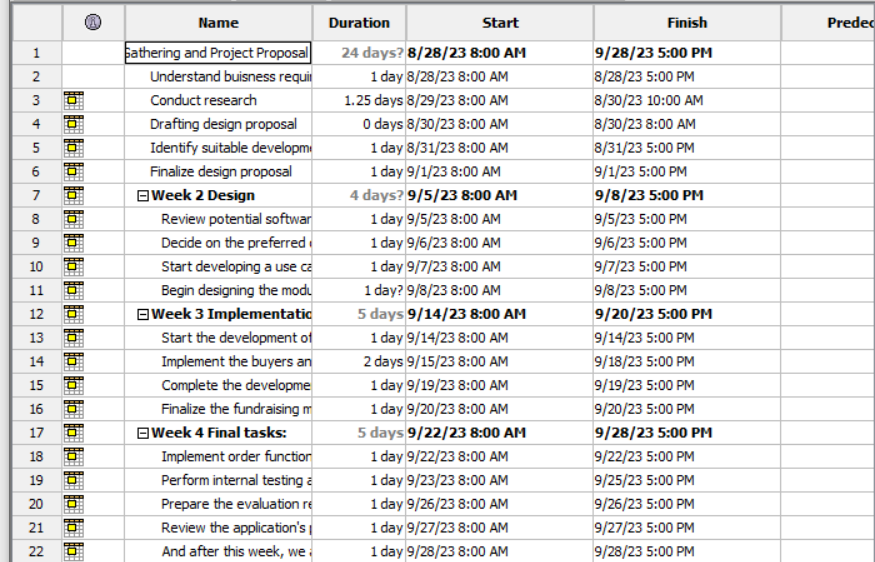 Name Duration Start Finish Predec
1 Gathering and Project Proposal 24 days? 8/28/23 8:00 AM 9/28/23 5:00 PM
2 Understand buisness requi 1 day 8/28/23 8:00 AM 8/28/23 5:00 PM
3 Conduct research 1.25 days 8/29/23 8:00 AM 8/30/23 10:00 AM
4 Drafting design proposal 0 days 8/30/23 8:00 AM 8/30/23 8:00 AM
5 Identify suitable developm 1 day 8/31/23 8:00 AM 8/31/23 5:00 PM
6 Finalize design proposal 1 day 9/1/23 8:00 AM 9/1/23 5:00 PM
7 Week 2 Design 4 days? 9/5/23 8:00 AM 9/8/23 5:00 PM
8 Review potential softwar 1 day 9/5/23 8:00 AM 9/5/23 5:00 PM
9 Decide on the preferred 1 day 9/6/23 8:00 AM 9/6/23 5:00 PM
10 Start developing a use ca 1 day 9/7/23 8:00 AM 9/7/23 5:00 PM
11 Begin designing the modu 1 day? 9/8/23 8:00 AM 9/8/23 5:00 PM
12 Week 3 Implementatio 5 days 9/14/23 8:00 AM 9/20/23 5:00 PM
13 Start the development of 1 day 9/14/23 8:00 AM 9/14/23 5:00 PM
14 Implement the buyers an 2 days 9/15/23 8:00 AM 9/18/23 5:00 PM
15 Complete the developme 1 day 9/19/23 8:00 AM 9/19/23 5:00 PM
16 Finalize the fundraising m 1 day 9/20/23 8:00 AM 9/20/23 5:00 PM
17 Week 4 Final tasks: 5 days 9/22/23 8:00 AM 9/28/23 5:00 PM
18 Implement order function 1 day 9/22/23 8:00 AM 9/22/23 5:00 PM
19 Perform internal testing a 1 day 9/23/23 8:00 AM 9/25/23 5:00 PM
20 Prepare the evaluation re 1 day 9/26/23 8:00 AM 9/26/23 5:00 PM
21 Review the application's 1 day 9/27/23 8:00 AM 9/27/23 5:00 PM
22 And after this week, we 1 day 9/28/23 8:00 AM 9/28/23 5:00 PM